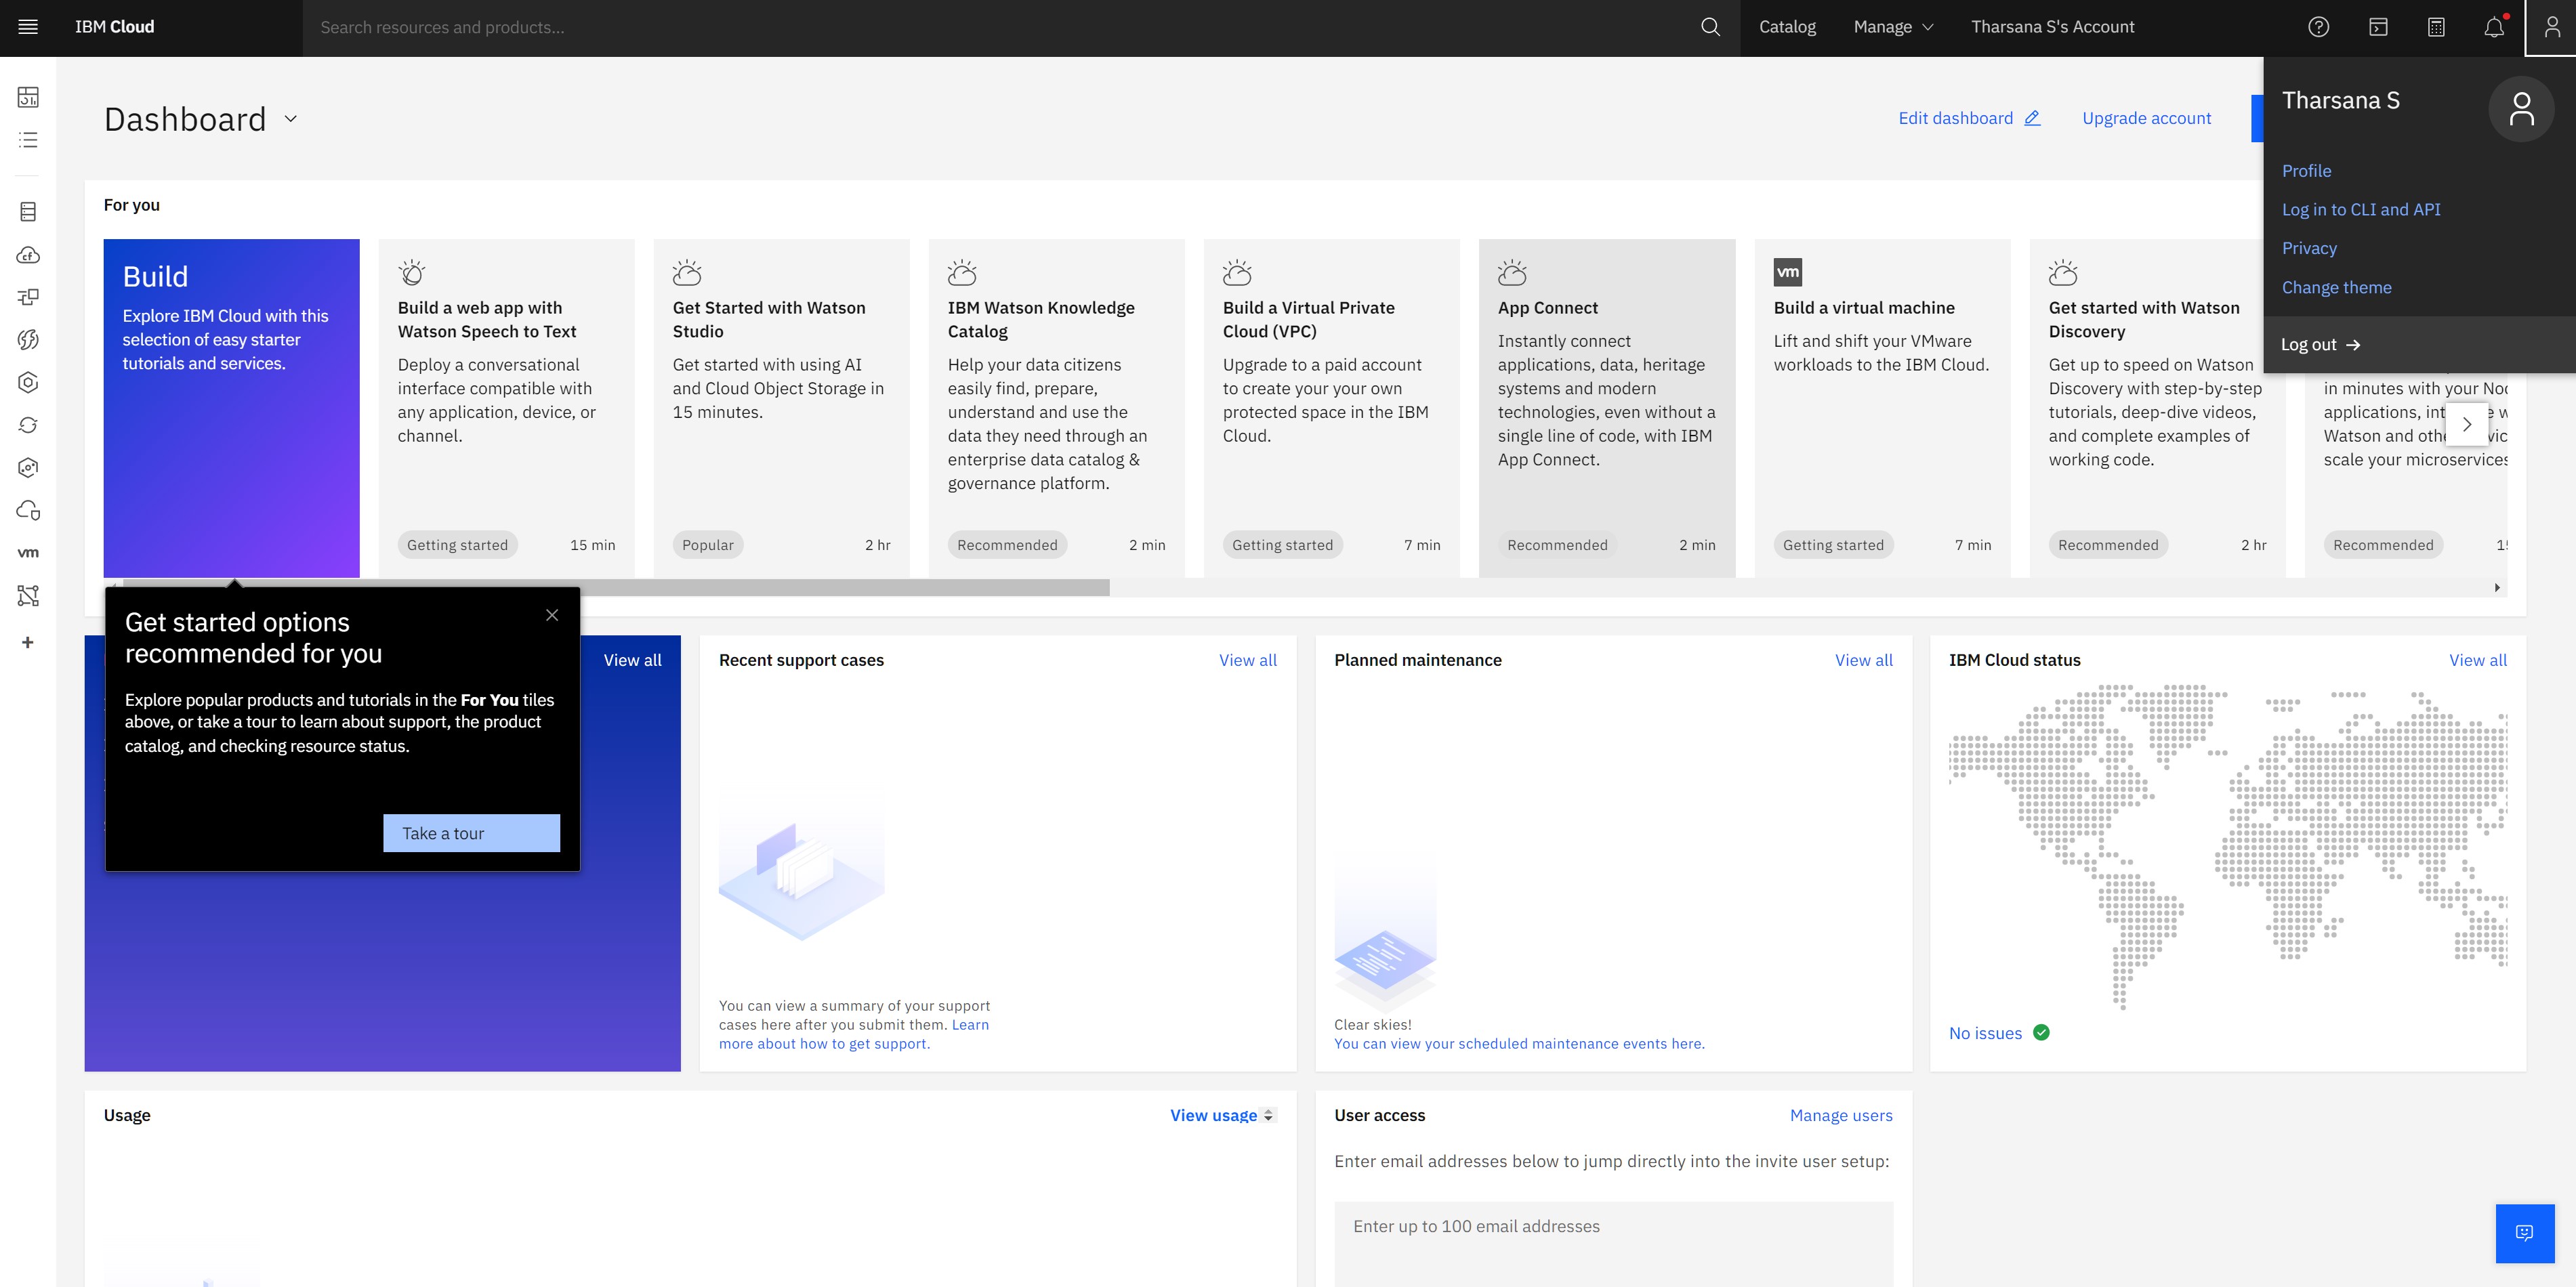 IBM Cloud
Search resources and products...
Catalog
Manage
Tharsana S's Account
Tharsana S
Profile
Log in to CLI and API
Privacy
Change theme
Log out
Dashboard
Edit dashboard
Upgrade account
For you
Build
Explore IBM Cloud with this
selection of easy starter
tutorials and services.
Build a web app with
Watson Speech to Text
Deploy a conversational
interface compatible with
any application, device, or
channel.
Getting started
15 min
Get Started with Watson
Studio
Get started with using AI
and Cloud Object Storage in
15 minutes.
Popular
2 hr
IBM Watson Knowledge
Catalog
Help your data citizens
easily find, prepare,
understand and use the
data they need through an
enterprise data catalog &
governance platform.
Recommended
2 min
Build a Virtual Private
Cloud (VPC)
Upgrade to a paid account
to create your your own
protected space in the IBM
Cloud.
Getting started
7 min
App Connect
Instantly connect
applications, data, heritage
systems and modern
technologies, even without a
single line of code, with IBM
App Connect.
Recommended
2 min
vm
Build a virtual machine
Lift and shift your VMware
workloads to the IBM Cloud.
Getting started
7 min
Get started with Watson
Discovery
Get up to speed on Watson
Discovery with step-by-step
tutorials, deep-dive videos,
and complete examples of
working code.
Recommended
2 hr
in minutes with your
applications,
Watson and
scale your microservices
Recommended
cf
vm
Get started options
recommended for you
Explore popular products and tutorials in the For You tiles
above, or take a tour to learn about support, the product
catalog, and checking resource status.
Take a tour
View all
Recent support cases
View all
You can view a summary of your support
cases here after you submit them. Learn
more about how to get support.
Planned maintenance
View all
Clear skies!
You can view your scheduled maintenance events here.
IBM Cloud status
View all
No issues
Usage
View usage
User access
Manage users
Enter email addresses below to jump directly into the invite user setup:
Enter up to 100 email addresses